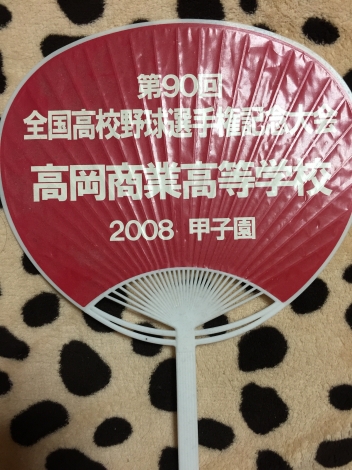 第90回
全国高校野球選手権記念大会
高岡商業高等学校
2008 甲子園